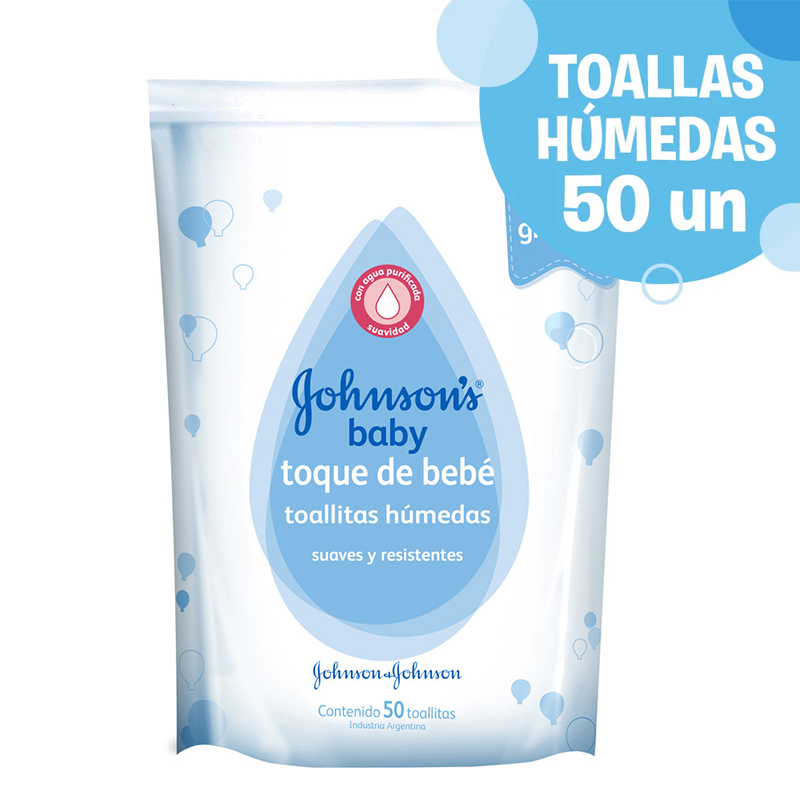 TOALLAS
HÚMEDAS
50 un
con agua purificada
suavidad
Johnson's®
baby
toque de bebé
toallitas húmedas
suaves y resistentes
Johnson & Johnson
Contenido 50 toallitas
Industria Argentina